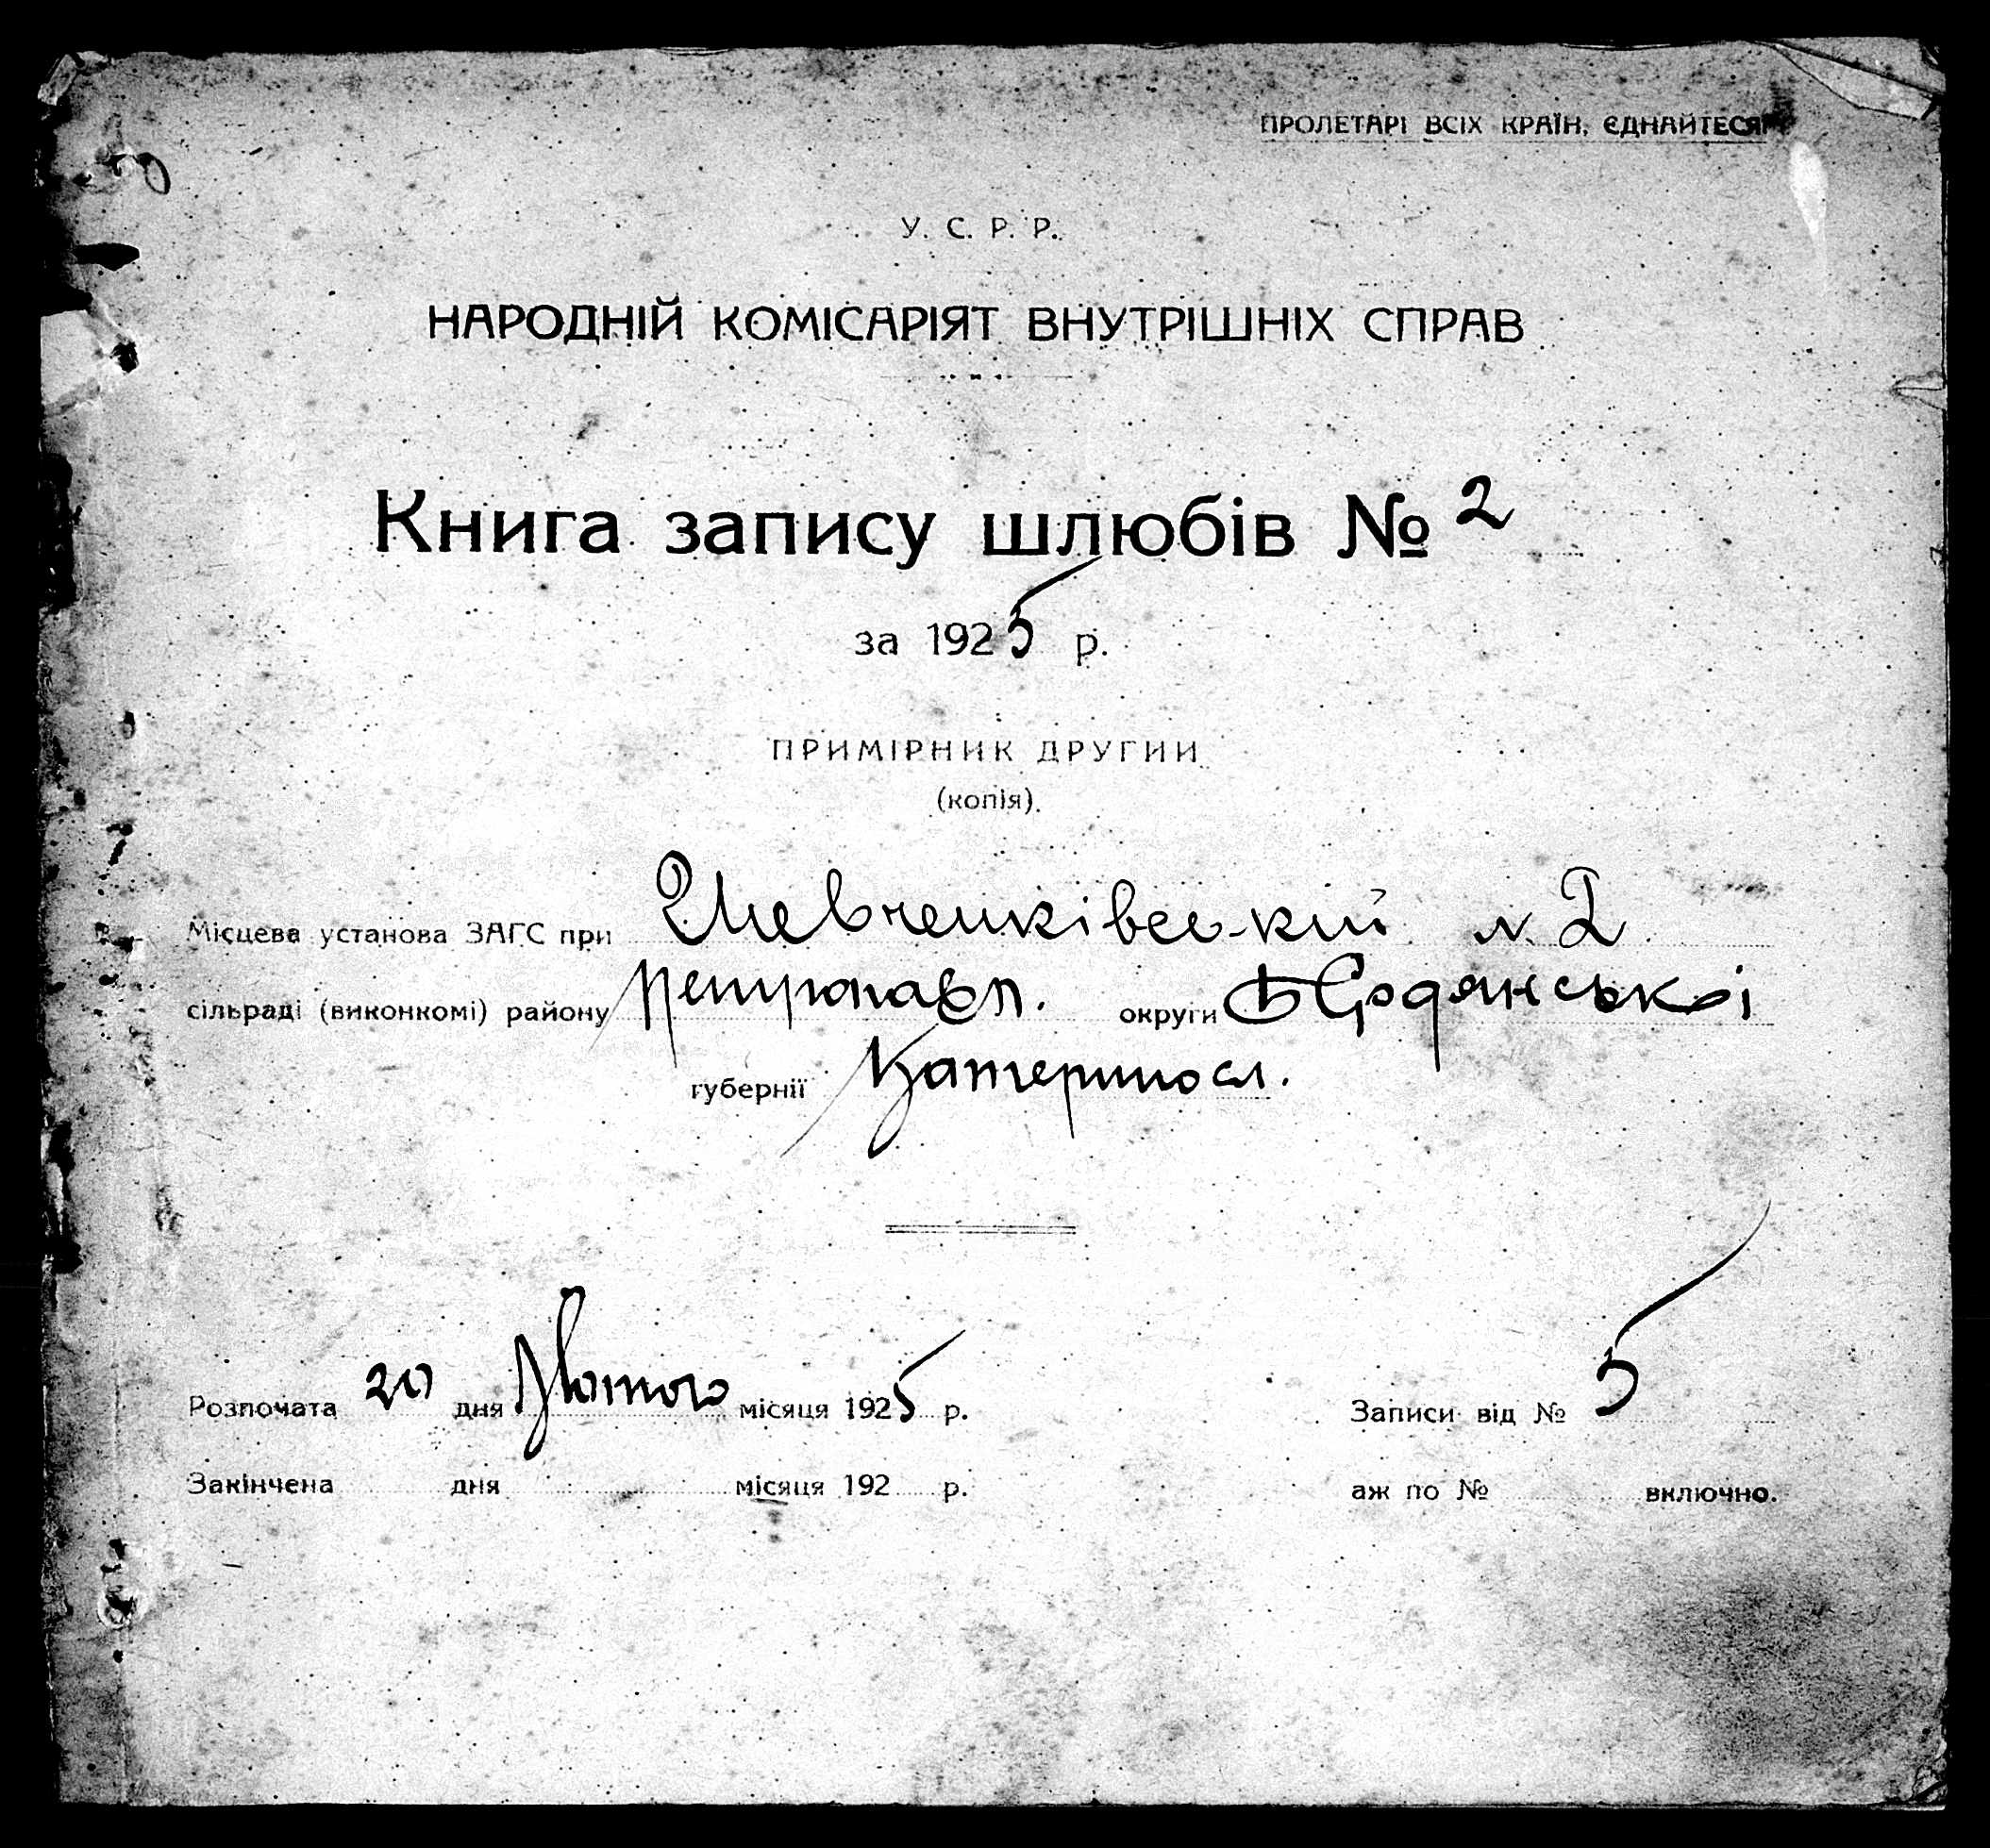 ПРОЛЕТАРІ ВСІХ КРАЇН, ЄДНАЙТЕСЯ!
У. С. Р. Р.
НАРОДНІЙ КОМІСАРІЯТ ВНУТРІШНІХ СПРАВ
Книга запису шлюбів № 2
за 1925 р.
ПРИМІРНИК ДРУГИЙ
(копія).
Місцева установа ЗАГС при Шевченківській №. 2.
сільраді (виконкомі) району Петропавл. округи Бердянської
губернії Катериносл.
Розпочата 20 дня Лютого місяця 1925 р. Записи від № 5
Закінчена дня місяця 192 р. аж по № включно.